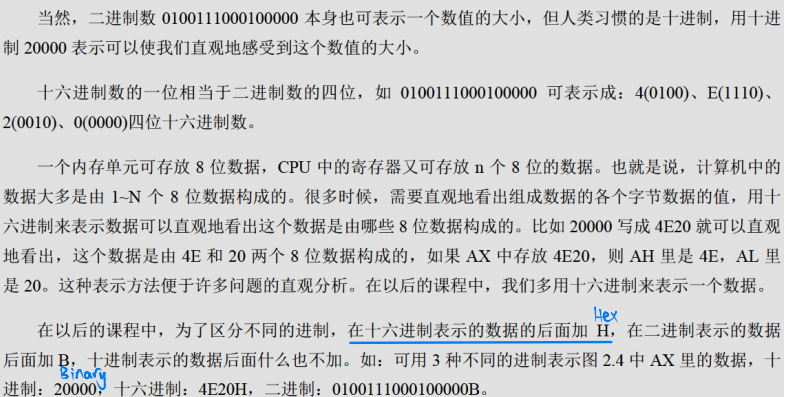 当然，二进制数 0100111000100000 本身也可表示一个数值的大小，但人类习惯的是十进制，用十进
制 20000 表示可以使我们直观地感受到这个数值的大小。
十六进制数的一位相当于二进制数的四位，如 0100111000100000 可表示成：4(0100)、E(1110)、
2(0010)、0(0000)四位十六进制数。
一个内存单元可存放 8 位数据，CPU 中的寄存器又可存放 n 个 8 位的数据。也就是说，计算机中的
数据大多是由 1~N 个 8 位数据构成的。很多时候，需要直观地看出组成数据的各个字节数据的值，用十
六进制来表示数据可以直观地看出这个数据是由哪些 8 位数据构成的。比如 20000 写成 4E20 就可以直观
地看出，这个数据是由 4E 和 20 两个 8 位数据构成的，如果 AX 中存放 4E20，则 AH 里是 4E，AL 里
是 20。这种表示方法便于许多问题的直观分析。在以后的课程中，我们多用十六进制来表示一个数据。
Hex
在以后的课程中，为了区分不同的进制，在十六进制表示的数据的后面加 H，在二进制表示的数据
后面加 B，十进制表示的数据后面什么也不加。如：可用 3 种不同的进制表示图 2.4 中 AX 里的数据，十
Binary
进制：20000，十六进制：4E20H，二进制：0100111000100000B。